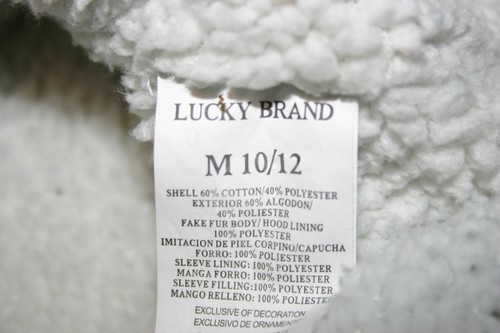 LUCKY BRAND
M 10/12
SHELL 60% COTTON/40% POLYESTER
EXTERIOR 60% ALGODON/
40% POLIESTER
FAKE FUR BODY/HOOD LINING
100% POLYESTER
IMITACION DE PIEL CORPINO/CAPUCHA
FORRO: 100% POLIESTER
SLEEVE LINING: 100% POLYESTER
MANGA FORRO: 100% POLIESTER
SLEEVE FILLING:100% POLYESTER
MANGO RELLENO: 100% POLIESTER
EXCLUSIVE OF DECORATION
EXCLUSIVO DE